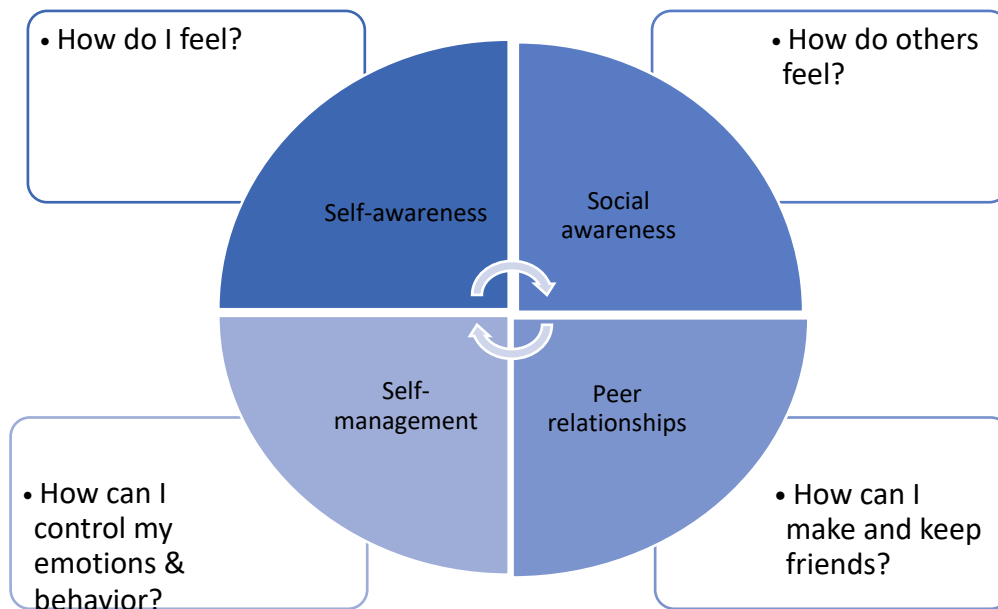 • How do I feel?
• How do others
feel?
Self-awareness
Social
awareness
Self-
management
Peer
relationships
• How can I
control my
emotions &
behavior?
• How can I
make and keep
friends?